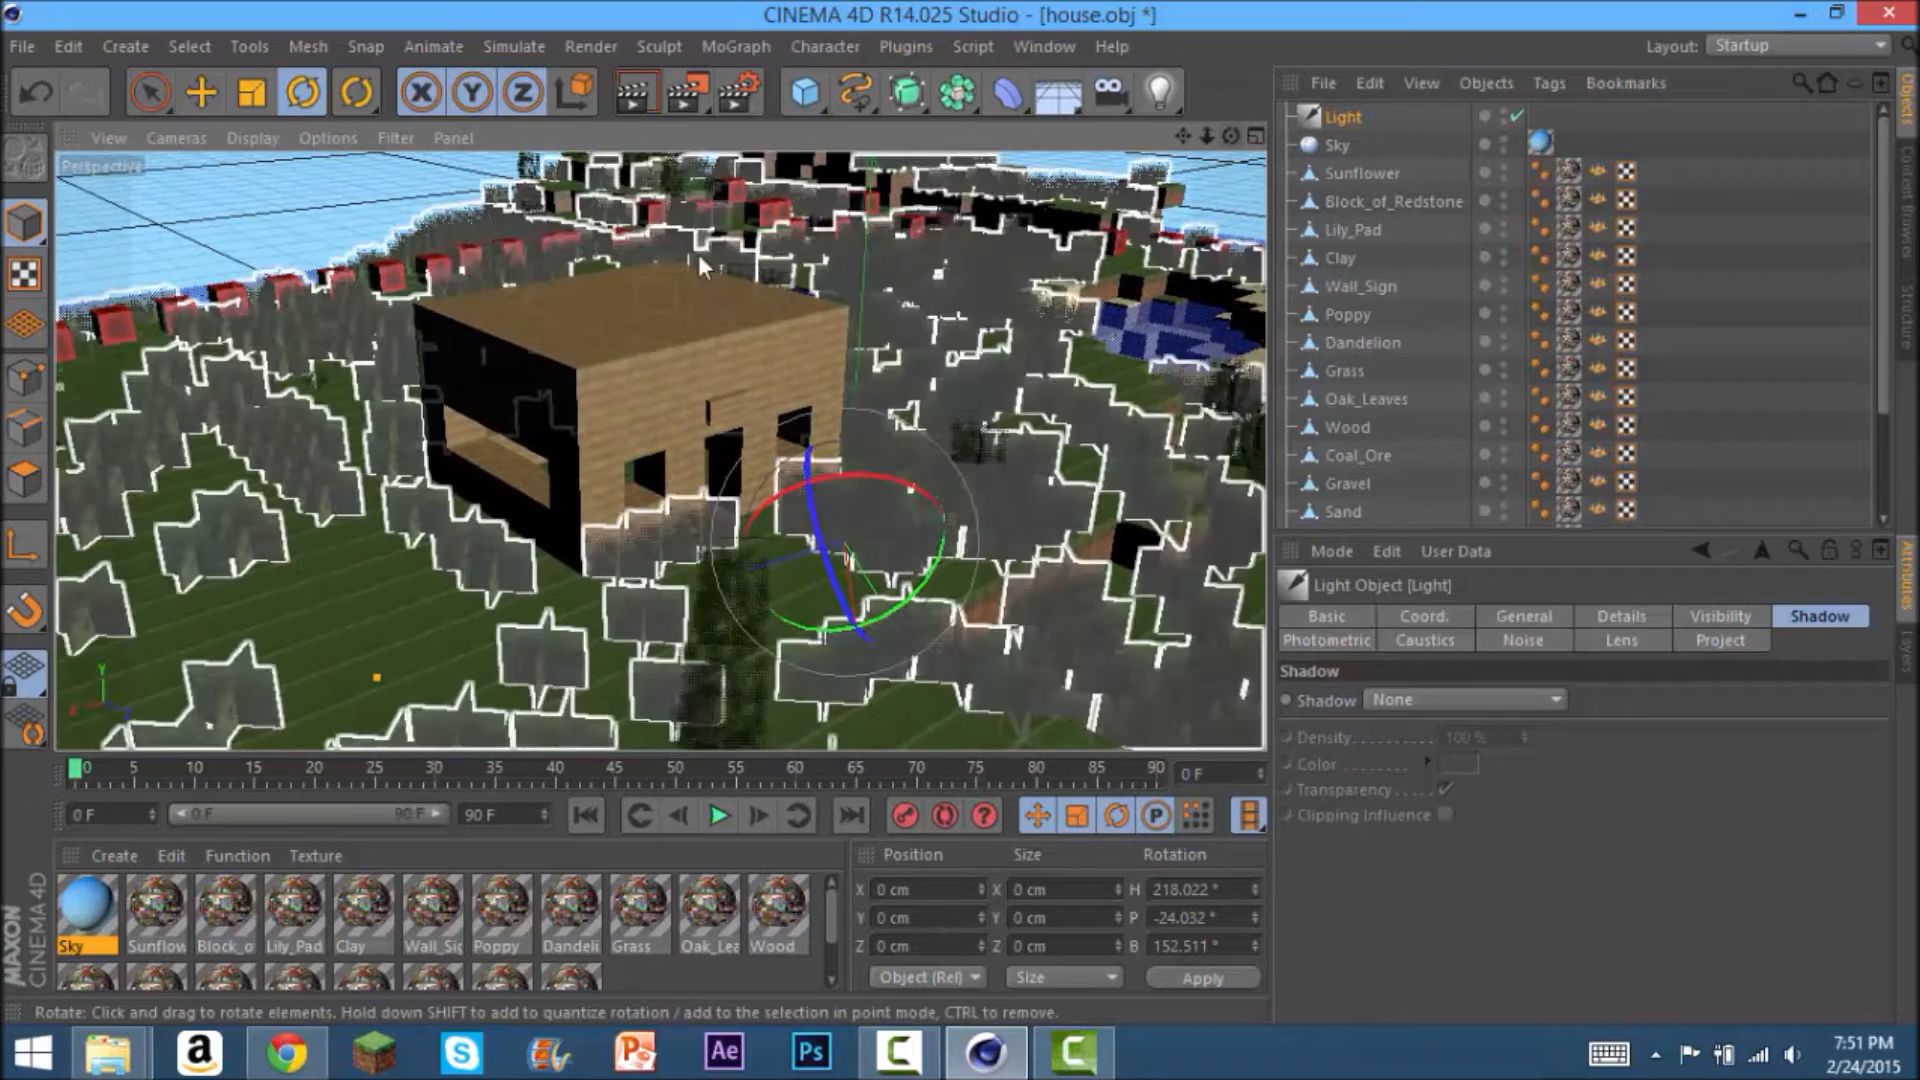 CINEMA 4D R14.025 Studio - [house.obj *]
File Edit Create Select Tools Mesh Snap Animate Simulate Render Sculpt MoGraph Character Plugins Script Window Help Layout: Startup
File Edit View Objects Tags Bookmarks
Objects
Content Browser
Structure
View Cameras Display Options Filter Panel
Perspective
Light
Sky
Sunflower
Block_of_Redstone
Lily_Pad
Clay
Wall_Sign
Poppy
Dandelion
Grass
Oak_Leaves
Wood
Coal_Ore
Gravel
Sand
Mode Edit User Data
Attributes
Layers
Light Object [Light]
Basic Coord. General Details Visibility Shadow
Photometric Caustics Noise Lens Project
Shadow
Shadow None
Density 100 %
Color
Transparency
Clipping Influence
Y
X Y Z
0 5 10 15 20 25 30 35 40 45 50 55 60 65 70 75 80 85 90 0 F
0 F 0 F 90 F 90 F
P
Create Edit Function Texture
Sky Sunflow Block_o Lily_Pad Clay Wall_Sig Poppy Dandeli Grass Oak_Lea Wood
Position Size Rotation
X 0 cm X 0 cm H 218.022 °
Y 0 cm Y 0 cm P -24.032 °
Z 0 cm Z 0 cm B 152.511 °
Object (Rel) Size Apply
MAXON
CINEMA 4D
Rotate: Click and drag to rotate elements. Hold down SHIFT to add to quantize rotation / add to the selection in point mode, CTRL to remove.
a S P Ae Ps C C
7:51 PM
2/24/2015